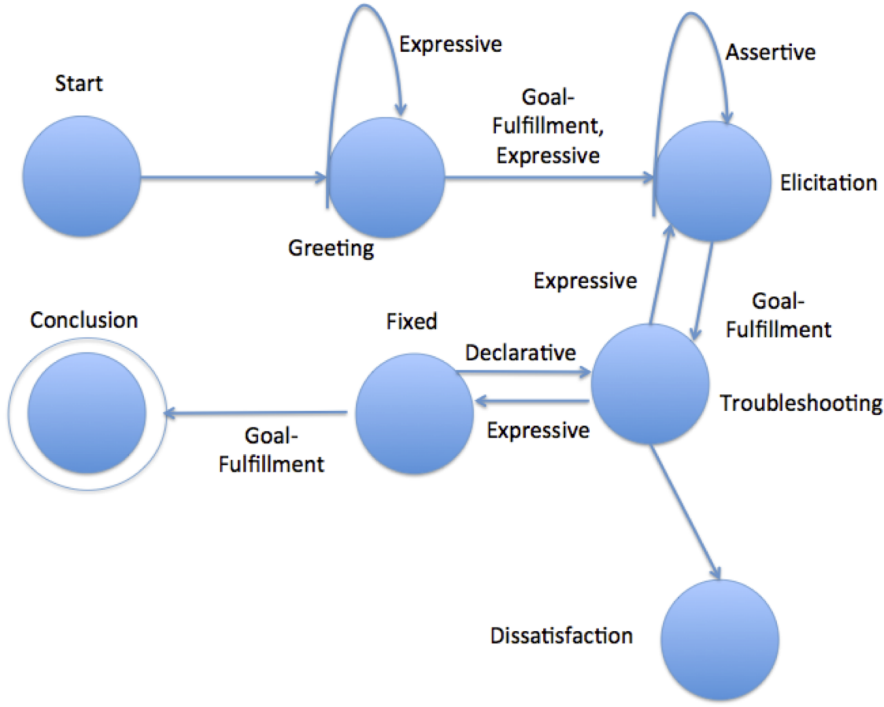 Expressive
Assertive
Start
Goal-
Fulfillment,
Expressive
Elicitation
Greeting
Expressive
Goal-
Fulfillment
Conclusion
Fixed
Declarative
Troubleshooting
Expressive
Goal-
Fulfillment
Dissatisfaction